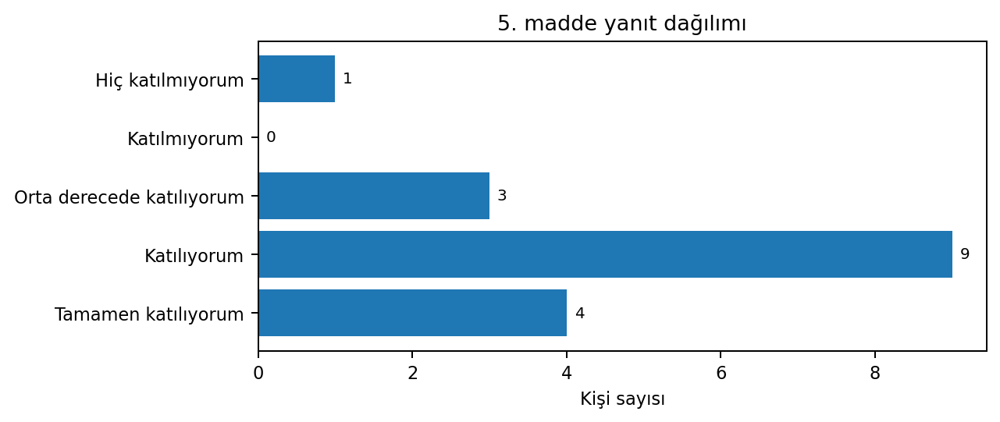 5. madde yanıt dağılımı
Hiç katılmıyorum 1
Katılmıyorum 0
Orta derecede katılıyorum 3
Katılıyorum 9
Tamamen katılıyorum 4
0 2 4 6 8
Kişi sayısı